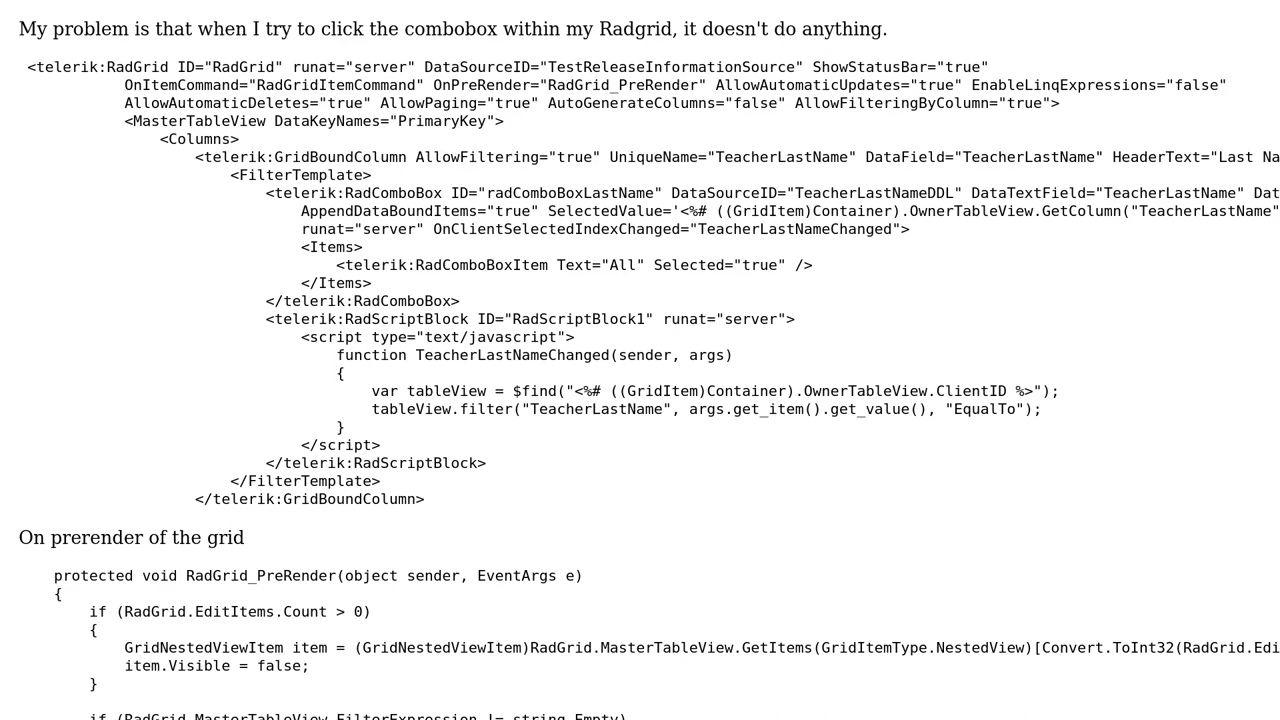 My problem is that when I try to click the combobox within my Radgrid, it doesn't do anything.
<telerik:RadGrid ID="RadGrid" runat="server" DataSourceID="TestReleaseInformationSource" ShowStatusBar="true"
OnItemCommand="RadGridItemCommand" OnPreRender="RadGrid_PreRender" AllowAutomaticUpdates="true" EnableLinqExpressions="false"
AllowAutomaticDeletes="true" AllowPaging="true" AutoGenerateColumns="false" AllowFilteringByColumn="true">
<MasterTableView DataKeyNames="PrimaryKey">
<Columns>
<telerik:GridBoundColumn AllowFiltering="true" UniqueName="TeacherLastName" DataField="TeacherLastName" HeaderText="Last Na
<FilterTemplate>
<telerik:RadComboBox ID="radComboBoxLastName" DataSourceID="TeacherLastNameDDL" DataTextField="TeacherLastName" Dat
AppendDataBoundItems="true" SelectedValue='<%# ((GridItem)Container).OwnerTableView.GetColumn("TeacherLastName"
runat="server" OnClientSelectedIndexChanged="TeacherLastNameChanged">
<Items>
<telerik:RadComboBoxItem Text="All" Selected="true" />
</Items>
</telerik:RadComboBox>
<telerik:RadScriptBlock ID="RadScriptBlock1" runat="server">
<script type="text/javascript">
function TeacherLastNameChanged(sender, args)
{
var tableView = $find("<%# ((GridItem)Container).OwnerTableView.ClientID %>");
tableView.filter("TeacherLastName", args.get_item().get_value(), "EqualTo");
}
</script>
</telerik:RadScriptBlock>
</FilterTemplate>
</telerik:GridBoundColumn>
On prerender of the grid
protected void RadGrid_PreRender(object sender, EventArgs e)
{
if (RadGrid.EditItems.Count > 0)
{
GridNestedViewItem item = (GridNestedViewItem)RadGrid.MasterTableView.GetItems(GridItemType.NestedView)[Convert.ToInt32(RadGrid.Edi
item.Visible = false;
}
if (RadGrid.MasterTableView.FilterExpression != string.Empty)